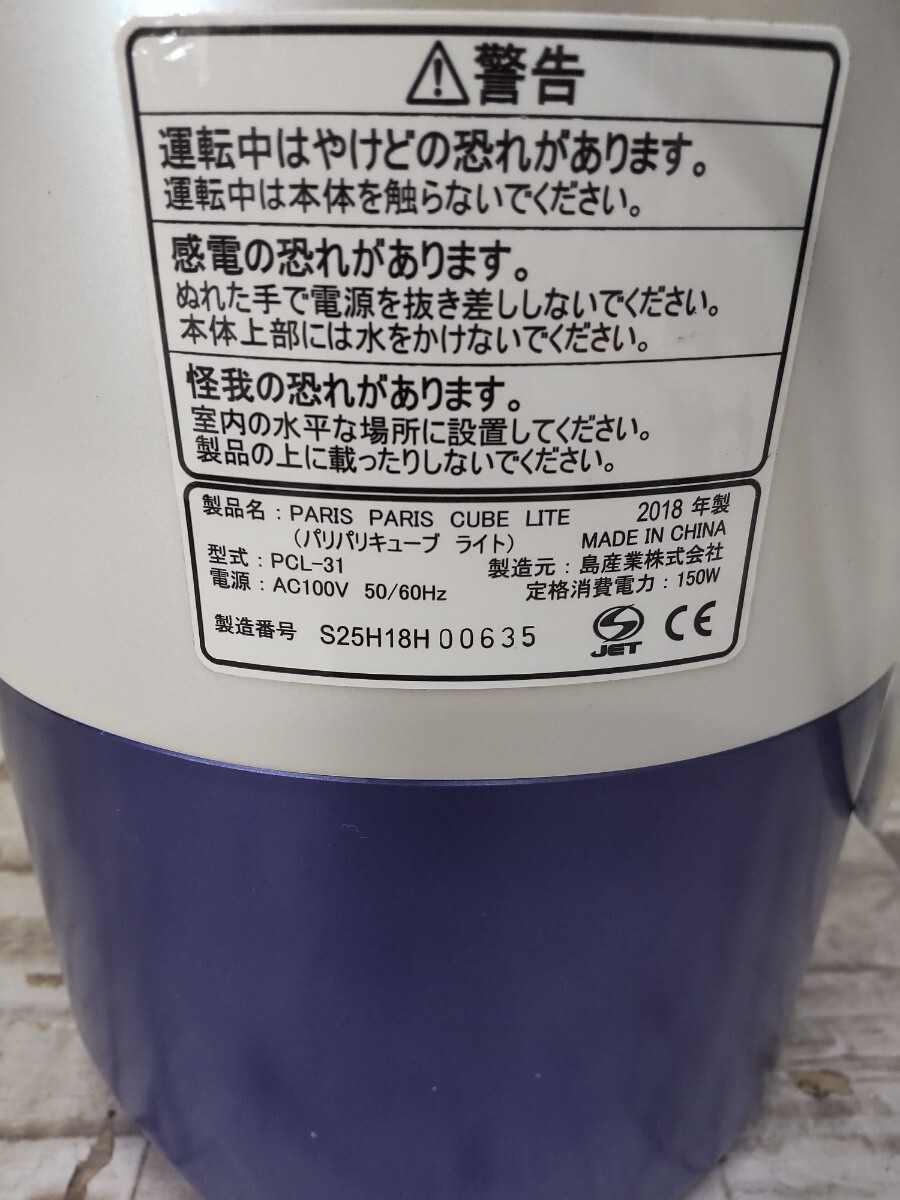 警告
運転中はやけどの恐れがあります。
運転中は本体を触らないでください。
感電の恐れがあります。
ぬれた手で電源を抜き差ししないでください。
本体上部には水をかけないでください。
怪我の恐れがあります。
室内の水平な場所に設置してください。
製品の上に載ったりしないでください。
製品名：PARIS PARIS CUBE LITE 2018 年製
（パリパリキューブ ライト） MADE IN CHINA
型式：PCL-31 製造元：島産業株式会社
電源：AC100V 50/60Hz 定格消費電力：150W
製造番号 S25H18H00635
S JET CE